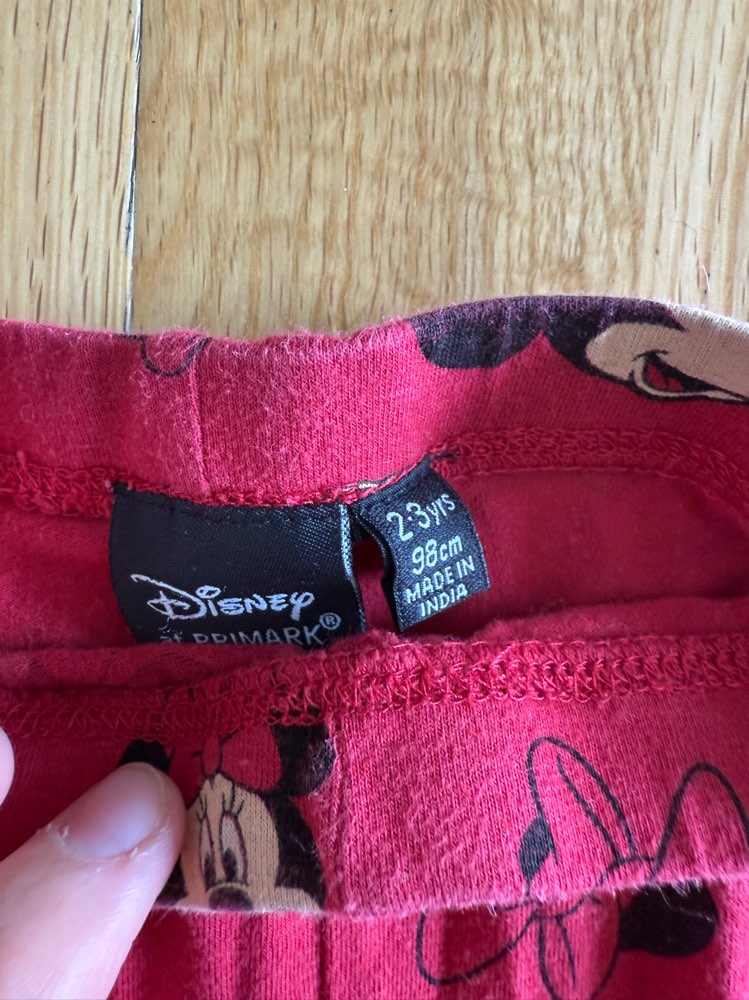 Disney
PRIMARK®
2-3yrs
98cm
MADE IN
INDIA